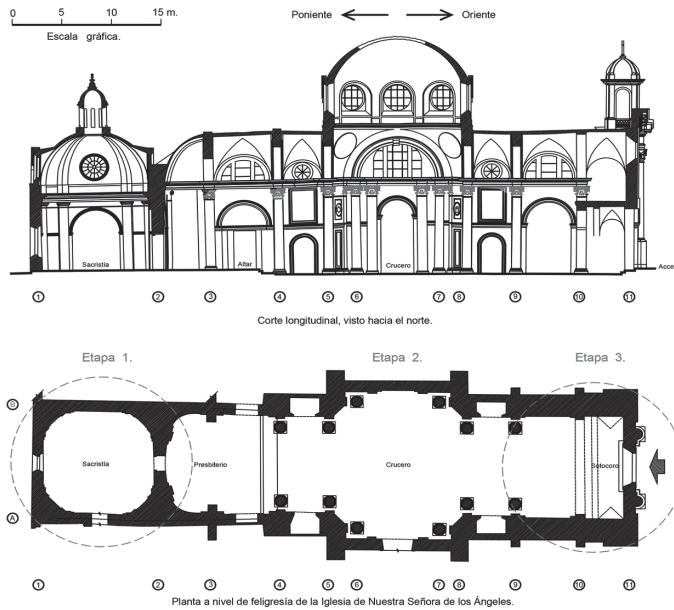 0 5 10 15 m.
Escala gráfica.
Poniente Oriente
Sacristía Altar Crucero Acce
1 2 3 4 5 6 7 8 9 10 11
Corte longitudinal, visto hacia el norte.
Etapa 1. Etapa 2. Etapa 3.
B
Sacristía Presbiterio Crucero Sotocoro
A
1 2 3 4 5 6 7 8 9 10 11
Planta a nivel de feligresía de la Iglesia de Nuestra Señora de los Ángeles.